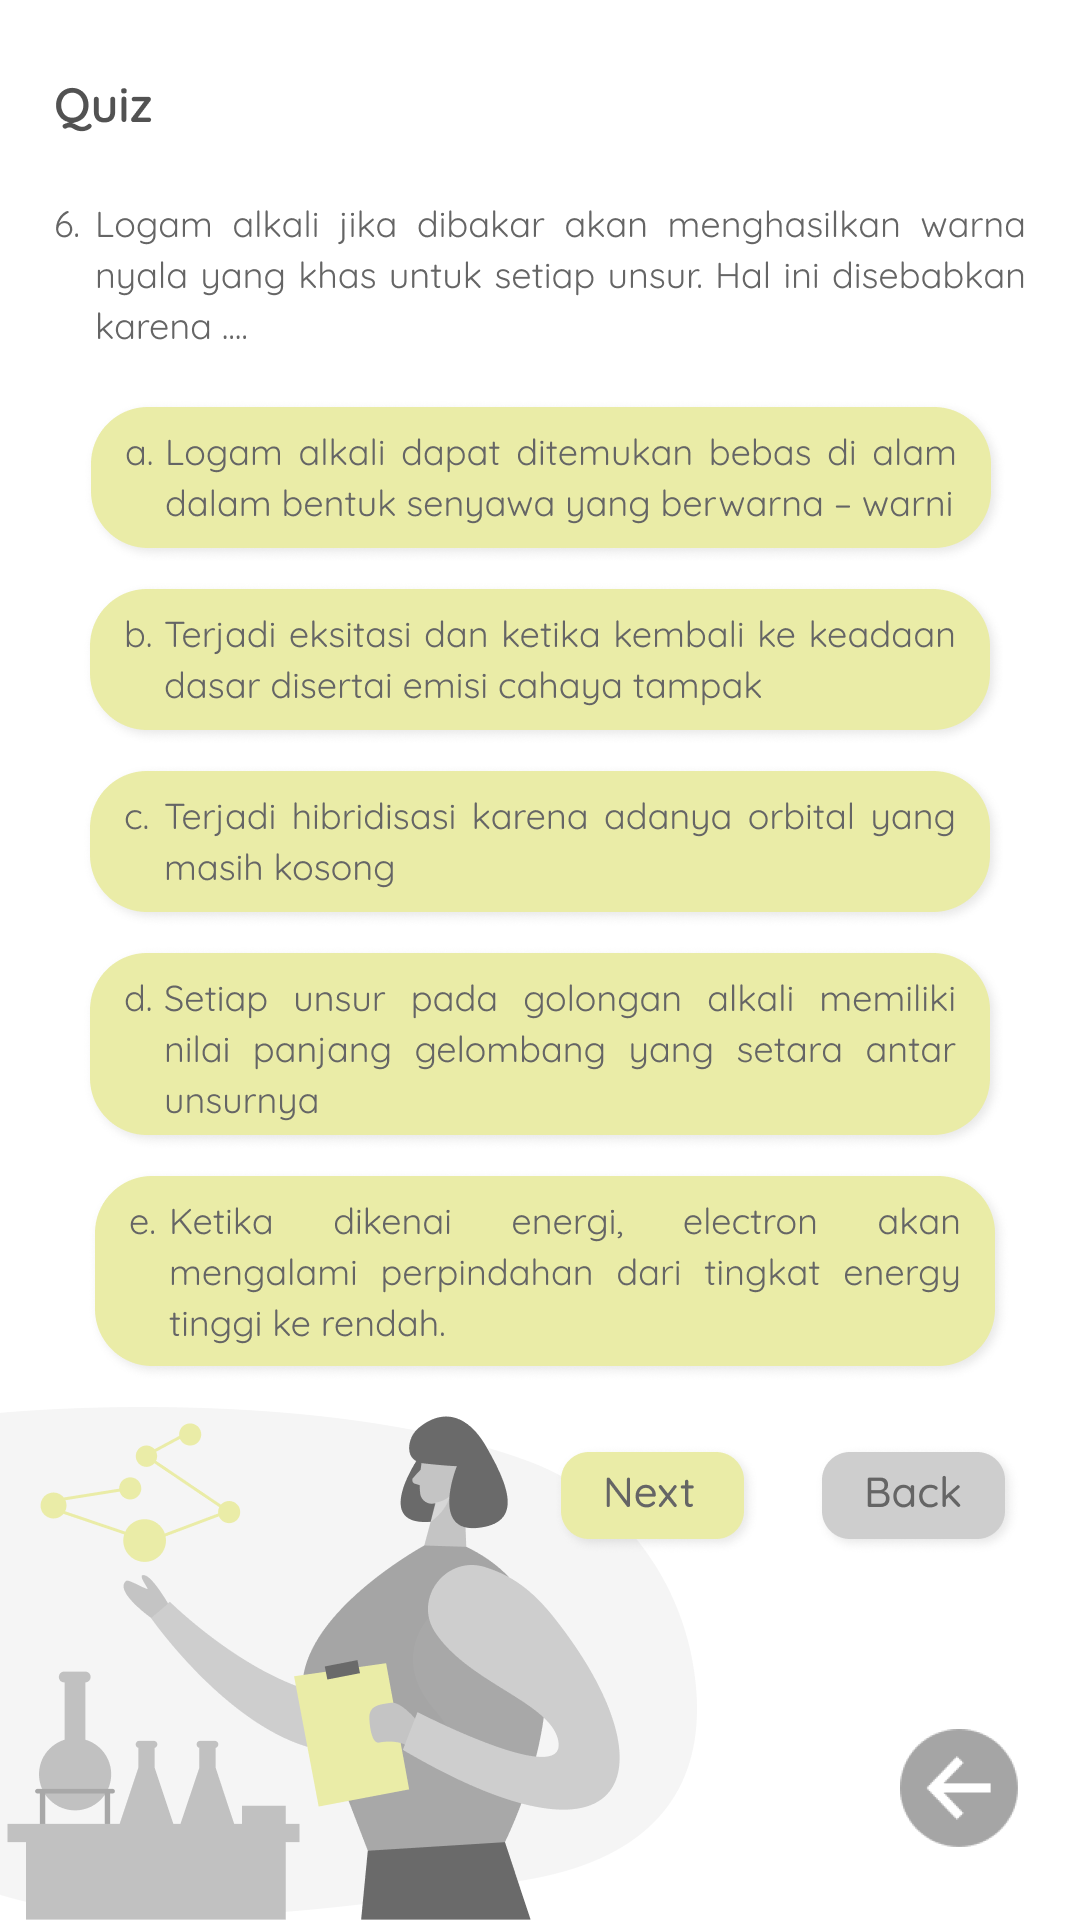 Quiz
6. Logam alkali jika dibakar akan menghasilkan warna
nyala yang khas untuk setiap unsur. Hal ini disebabkan
karena ....
a. Logam alkali dapat ditemukan bebas di alam
dalam bentuk senyawa yang berwarna – warni
b. Terjadi eksitasi dan ketika kembali ke keadaan
dasar disertai emisi cahaya tampak
c. Terjadi hibridisasi karena adanya orbital yang
masih kosong
d. Setiap unsur pada golongan alkali memiliki
nilai panjang gelombang yang setara antar
unsurnya
e. Ketika dikenai energi, electron akan
mengalami perpindahan dari tingkat energy
tinggi ke rendah.
Next
Back